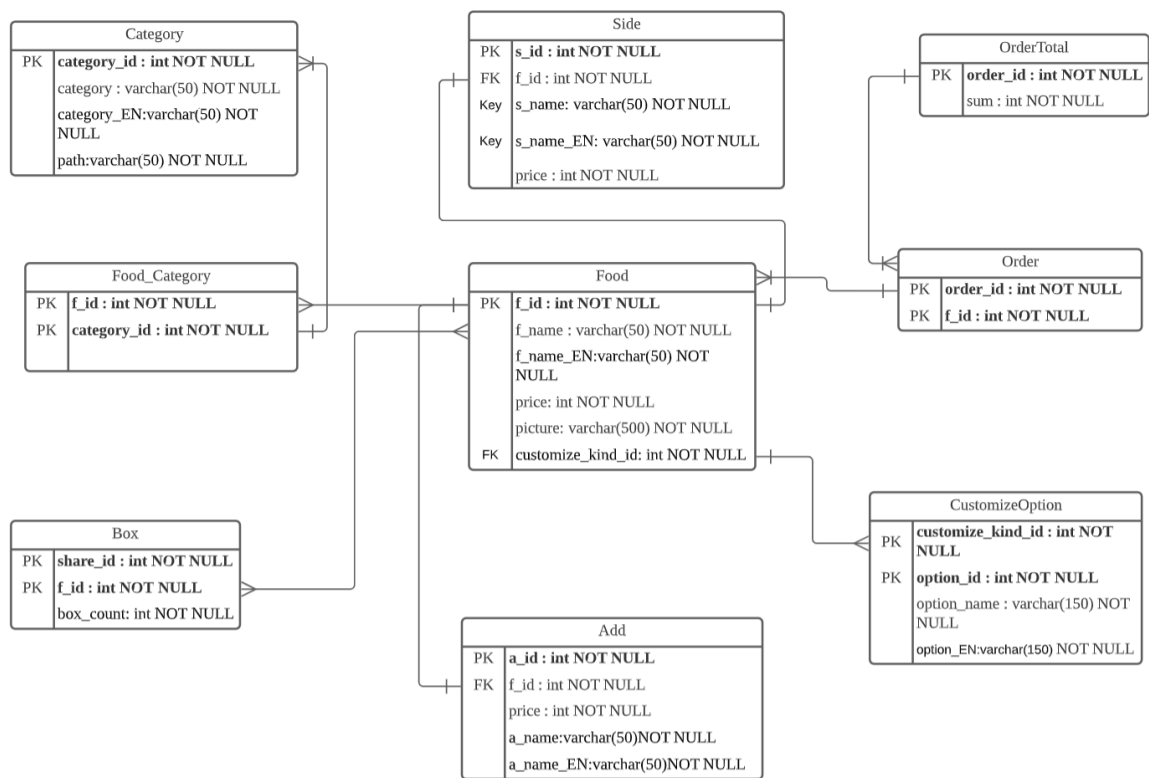 Category
PK category_id : int NOT NULL
category : varchar(50) NOT NULL
category_EN:varchar(50) NOT
NULL
path:varchar(50) NOT NULL
Side
PK s_id : int NOT NULL
FK f_id : int NOT NULL
Key s_name: varchar(50) NOT NULL
Key s_name_EN: varchar(50) NOT NULL
price : int NOT NULL
OrderTotal
PK order_id : int NOT NULL
sum : int NOT NULL
Food_Category
PK f_id : int NOT NULL
PK category_id : int NOT NULL
Food
PK f_id : int NOT NULL
f_name : varchar(50) NOT NULL
f_name_EN:varchar(50) NOT
NULL
price: int NOT NULL
picture: varchar(500) NOT NULL
FK customize_kind_id: int NOT NULL
Order
PK order_id : int NOT NULL
PK f_id : int NOT NULL
Box
PK share_id : int NOT NULL
PK f_id : int NOT NULL
box_count: int NOT NULL
Add
PK a_id : int NOT NULL
FK f_id : int NOT NULL
price : int NOT NULL
a_name:varchar(50)NOT NULL
a_name_EN:varchar(50)NOT NULL
CustomizeOption
PK customize_kind_id : int NOT
NULL
PK option_id : int NOT NULL
option_name : varchar(150) NOT
NULL
option_EN:varchar(150) NOT NULL